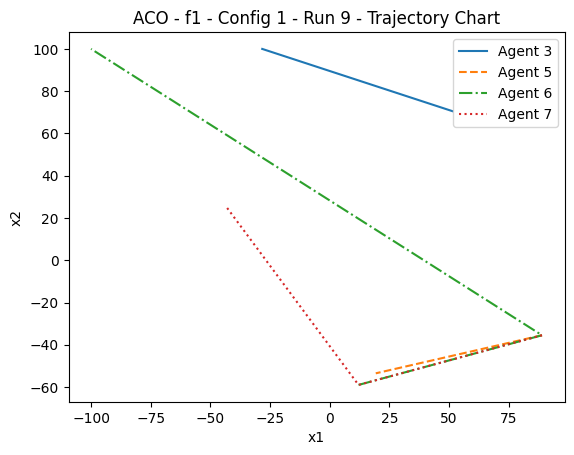 ACO - f1 - Config 1 - Run 9 - Trajectory Chart
Agent 3
Agent 5
Agent 6
Agent 7
x2
100
80
60
40
20
0
−20
−40
−60
−100
−75
−50
−25
0
25
50
75
x1